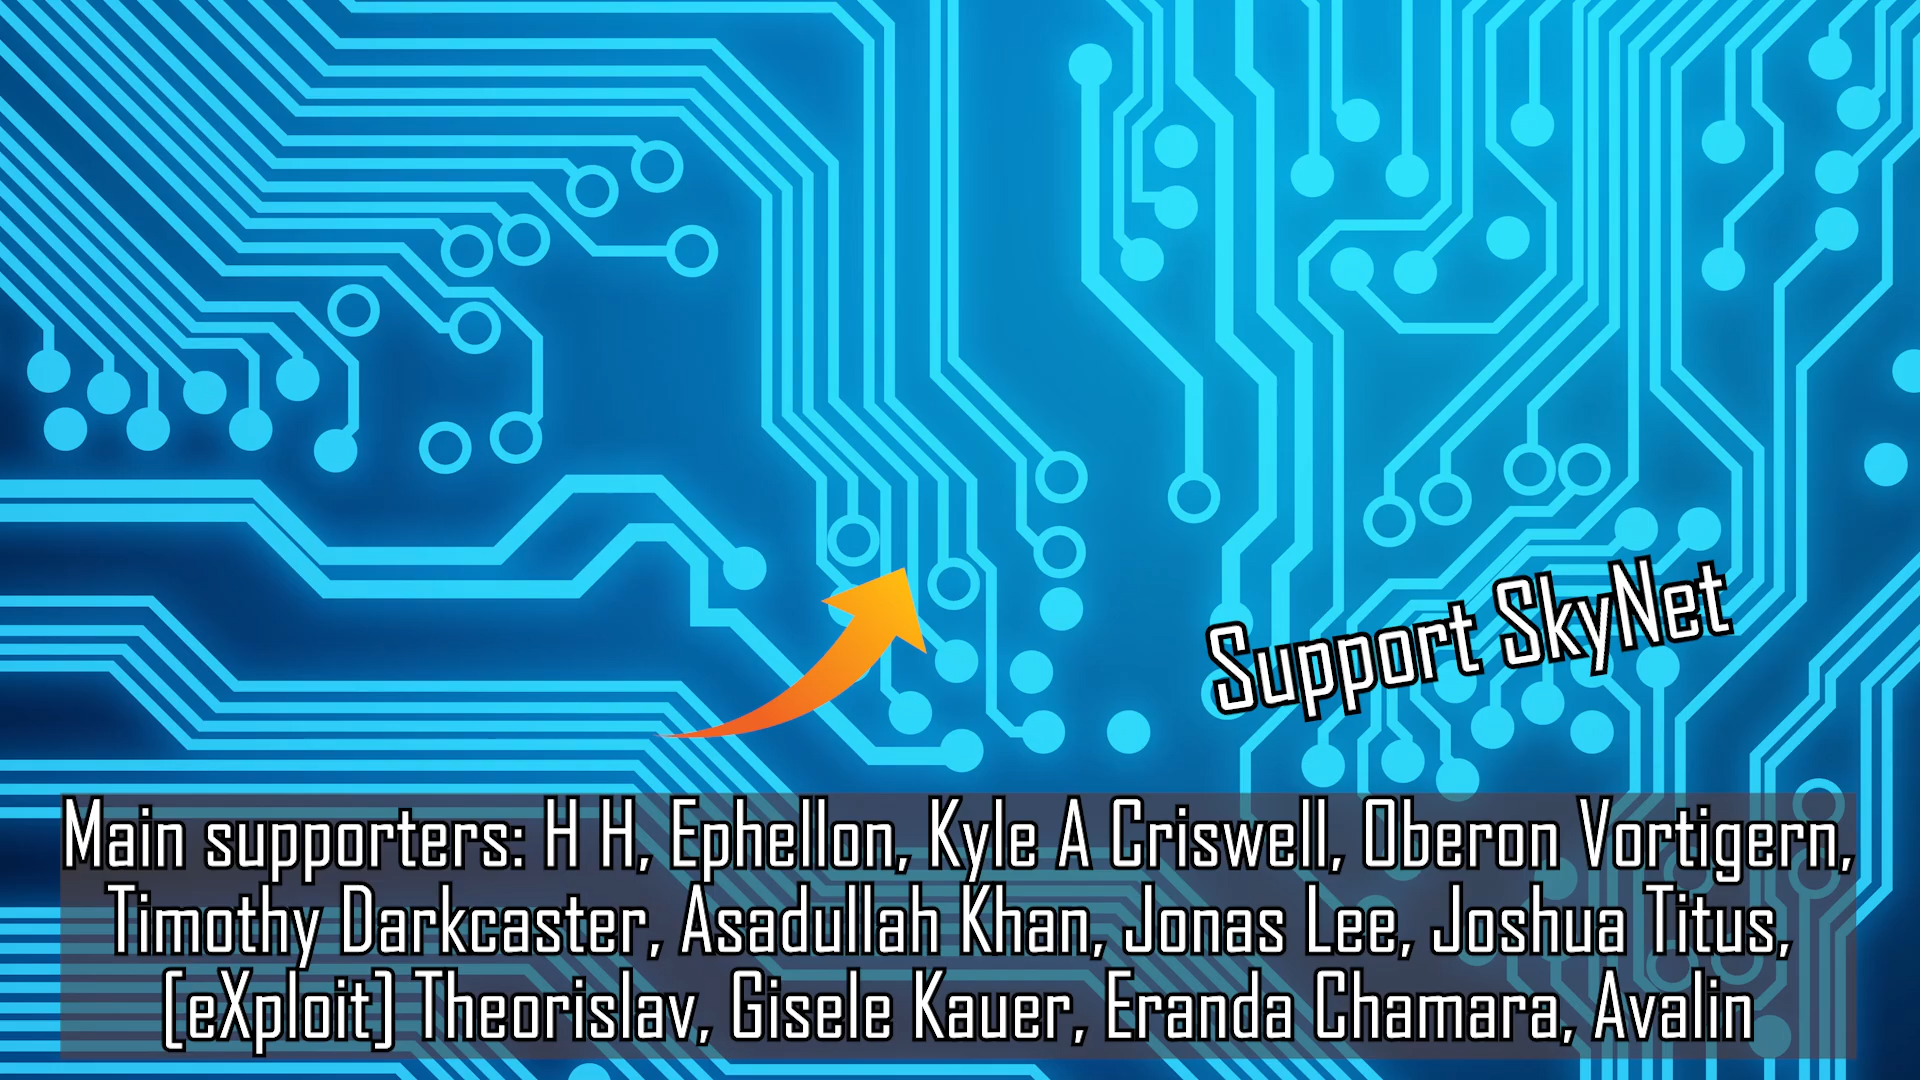 Support SkyNet
Main supporters: H H, Ephellon, Kyle A Criswell, Oberon Vortigern,
Timothy Darkcaster, Asadullah Khan, Jonas Lee, Joshua Titus,
[eXploit] Theorislav, Gisele Kauer, Eranda Chamara, Avalin